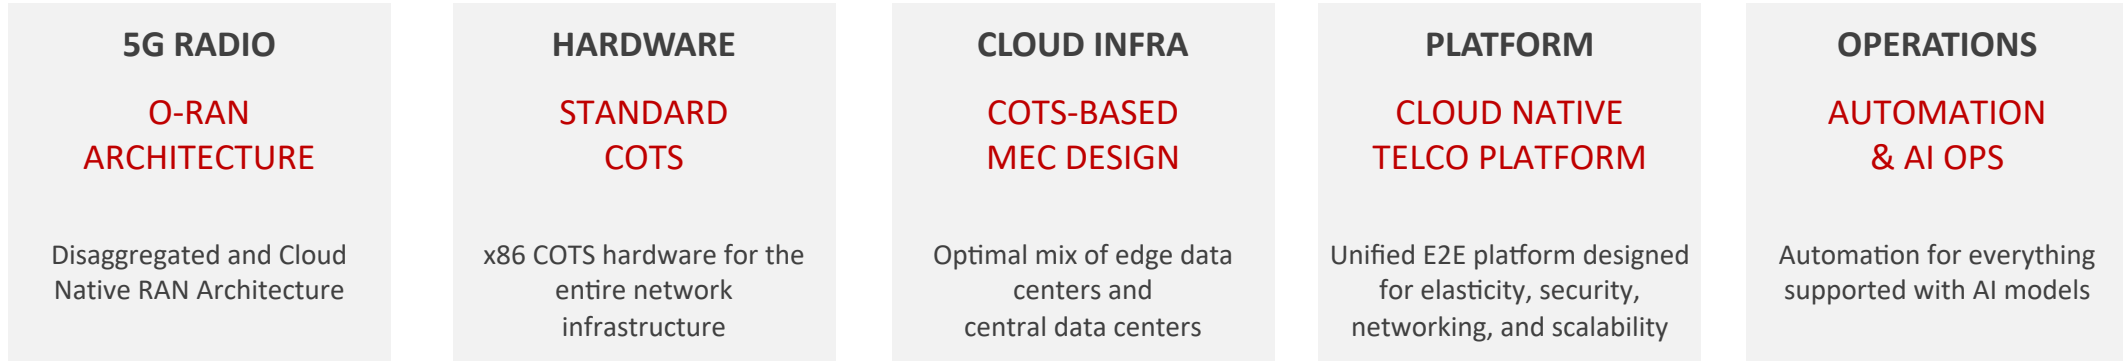 5G RADIO
O-RAN
ARCHITECTURE
Disaggregated and Cloud
Native RAN Architecture
HARDWARE
STANDARD
COTS
x86 COTS hardware for the
entire network
infrastructure
CLOUD INFRA
COTS-BASED
MEC DESIGN
Optimal mix of edge data
centers and
central data centers
PLATFORM
CLOUD NATIVE
TELCO PLATFORM
Unified E2E platform designed
for elasticity, security,
networking, and scalability
OPERATIONS
AUTOMATION
& AI OPS
Automation for everything
supported with AI models